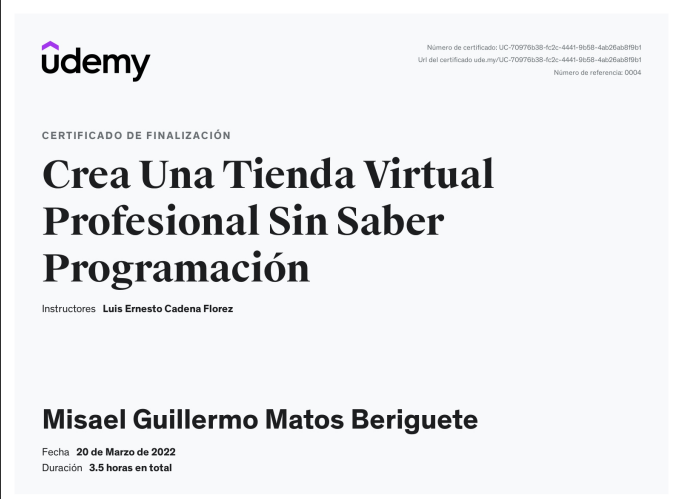 udemy
Número de certificado: UC-70976b38-fc2c-4441-9b58-4ab26ab8f9b1
Url del certificado ude.my/UC-70976b38-fc2c-4441-9b58-4ab26ab8f9b1
Número de referencia: 0004
CERTIFICADO DE FINALIZACIÓN
Crea Una Tienda Virtual
Profesional Sin Saber
Programación
Instructores Luis Ernesto Cadena Florez
Misael Guillermo Matos Beriguete
Fecha 20 de Marzo de 2022
Duración 3.5 horas en total